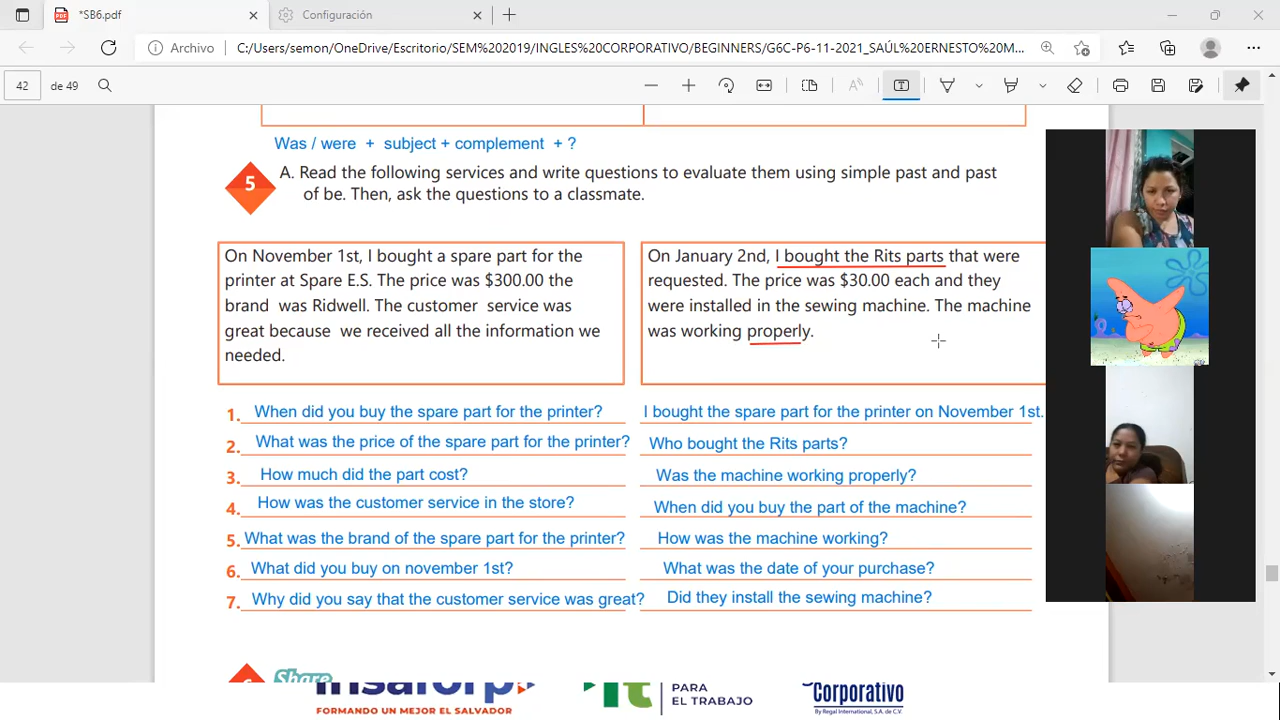 *SB6.pdf
Configuración
Archivo
C:/Users/semon/OneDrive/Escritorio/SEM%202019/INGLES%20CORPORATIVO/BEGINNERS/G6C-P6-11-2021_SAÚL%20ERNESTO%20M...
42 de 49
Was / were + subject + complement + ?
5
A. Read the following services and write questions to evaluate them using simple past and past
of be. Then, ask the questions to a classmate.
On November 1st, I bought a spare part for the
printer at Spare E.S. The price was $300.00 the
brand was Ridwell. The customer service was
great because we received all the information we
needed.
On January 2nd, I bought the Rits parts that were
requested. The price was $30.00 each and they
were installed in the sewing machine. The machine
was working properly.
1. When did you buy the spare part for the printer?
I bought the spare part for the printer on November 1st.
2. What was the price of the spare part for the printer?
Who bought the Rits parts?
3. How much did the part cost?
Was the machine working properly?
4. How was the customer service in the store?
When did you buy the part of the machine?
5. What was the brand of the spare part for the printer?
How was the machine working?
6. What did you buy on november 1st?
What was the date of your purchase?
7. Why did you say that the customer service was great?
Did they install the sewing machine?
Share
FORMANDO UN MEJOR EL SALVADOR
PARA
EL TRABAJO
Corporativo
By Regal International, S.A. de C.V.